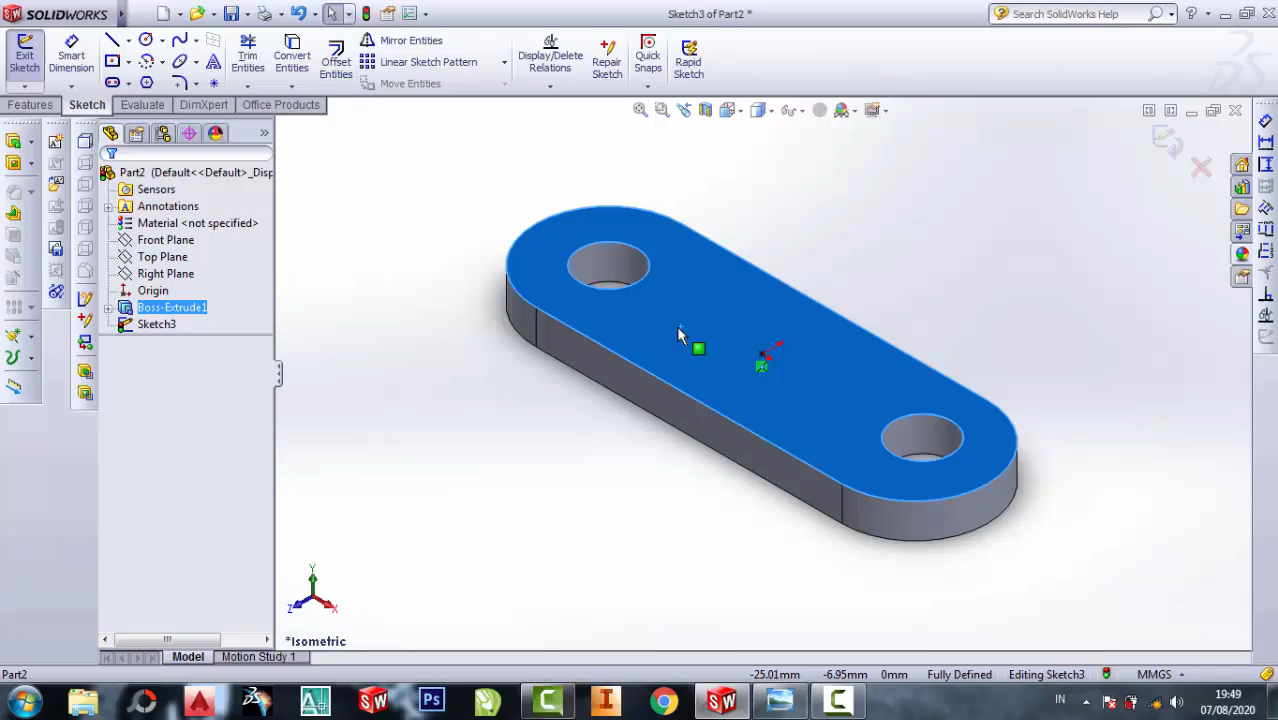 SOLIDWORKS
Sketch3 of Part2 *
Search SolidWorks Help
Exit
Sketch
Smart
Dimension
Trim
Entities
Convert
Entities
Offset
Entities
Mirror Entities
Linear Sketch Pattern
Move Entities
Display/Delete
Relations
Repair
Sketch
Quick
Snaps
Rapid
Sketch
Features
Sketch
Evaluate
DimXpert
Office Products
Part2 (Default<<Default>_Disp
Sensors
Annotations
Material <not specified>
Front Plane
Top Plane
Right Plane
Origin
Boss-Extrude1
Sketch3
Y
Z
X
*Isometric
Model
Motion Study 1
Part2
-25.01mm
-6.95mm
0mm
Fully Defined
Editing Sketch3
MMGS
IN
19:49
07/08/2020